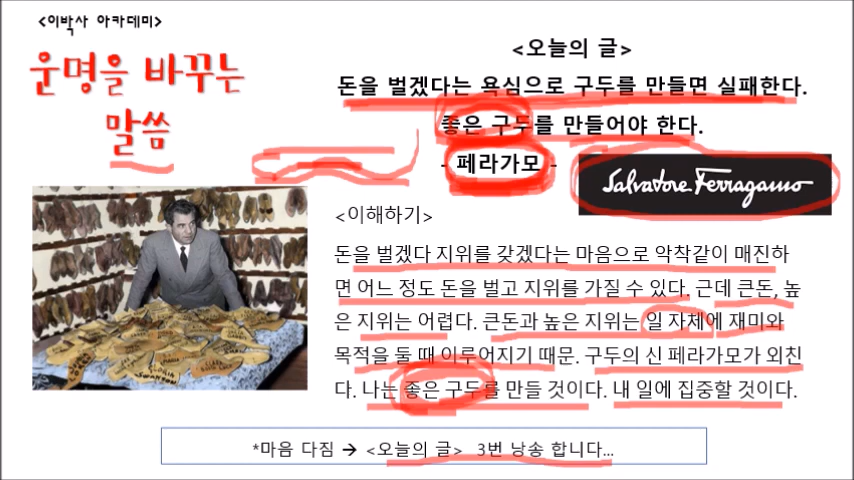 <이박사 아카데미>
운명을 바꾸는
말씀
<오늘의 글>
돈을 벌겠다는 욕심으로 구두를 만들면 실패한다.
좋은 구두를 만들어야 한다.
- 페라가모 -
Salvatore Ferragamo
<이해하기>
돈을 벌겠다 지위를 갖겠다는 마음으로 악착같이 매진하
면 어느 정도 돈을 벌고 지위를 가질 수 있다. 근데 큰돈, 높
은 지위는 어렵다. 큰돈과 높은 지위는 일 자체에 재미와
목적을 둘 때 이루어지기 때문. 구두의 신 페라가모가 외친
다. 나는 좋은 구두를 만들 것이다. 내 일에 집중할 것이다.
*마음 다짐 → <오늘의 글> 3번 낭송 합니다...